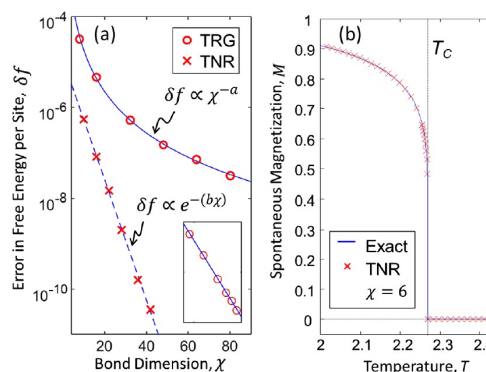 (a)
TRG
TNR
δf ∝ χ^{-a}
δf ∝ e^{-(bχ)}
Error in Free Energy per Site, δf
10^{-4}
10^{-6}
10^{-8}
10^{-10}
20 40 60 80
Bond Dimension, χ
(b)
T_C
Exact
TNR
χ = 6
Spontaneous Magnetization, M
1
0.9
0.8
0.7
0.6
0.5
0.4
0.3
0.2
0.1
0
2 2.1 2.2 2.3 2.4
Temperature, T